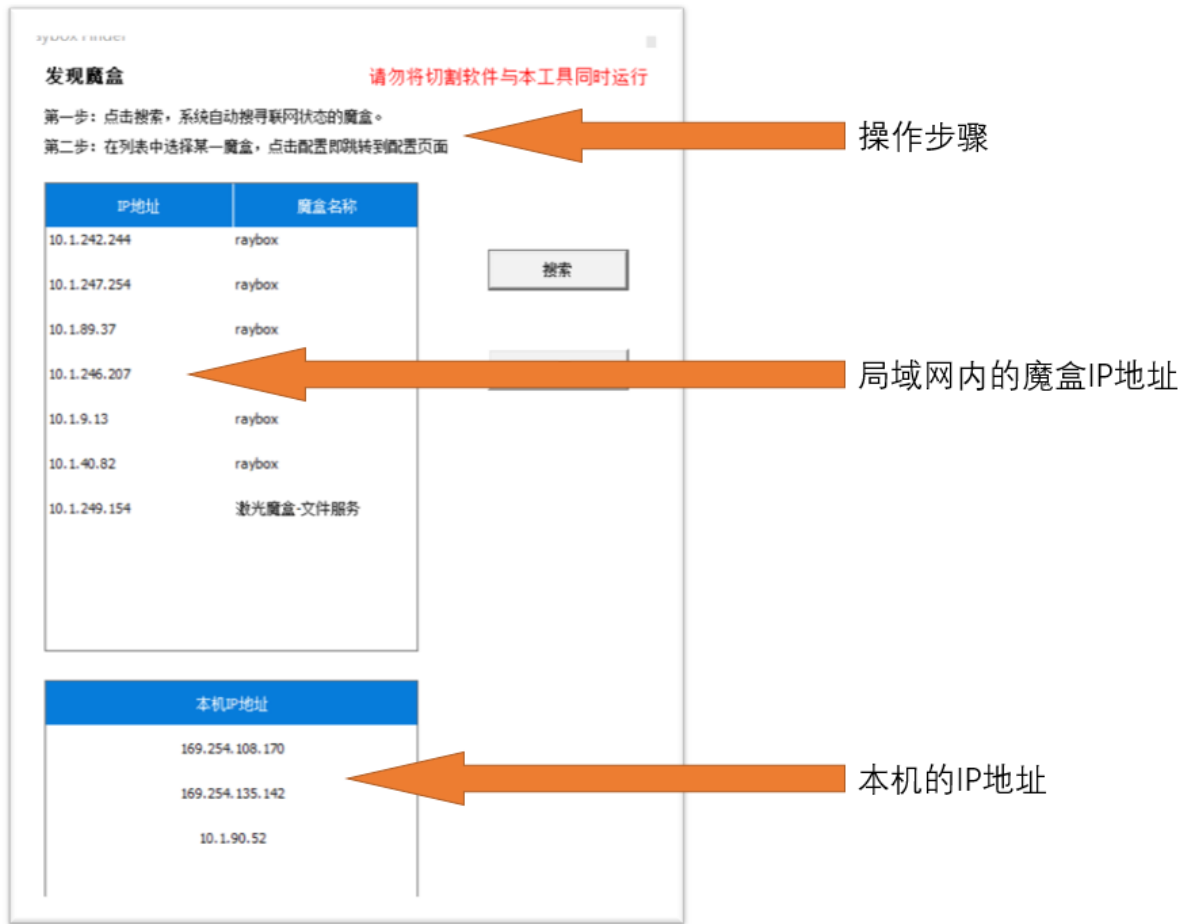 发现魔盒
请勿将切割软件与本工具同时运行
第一步：点击搜索，系统自动搜寻联网状态的魔盒。
第二步：在列表中选择某一魔盒，点击配置即跳转到配置页面
操作步骤
IP地址 魔盒名称
10.1.242.244 raybox
搜索
10.1.247.254 raybox
10.1.89.37 raybox
10.1.246.207
局域网内的魔盒IP地址
10.1.9.13 raybox
10.1.40.82 raybox
10.1.249.154 激光魔盒-文件服务
本机IP地址
169.254.108.170
本机的IP地址
169.254.135.142
10.1.90.52